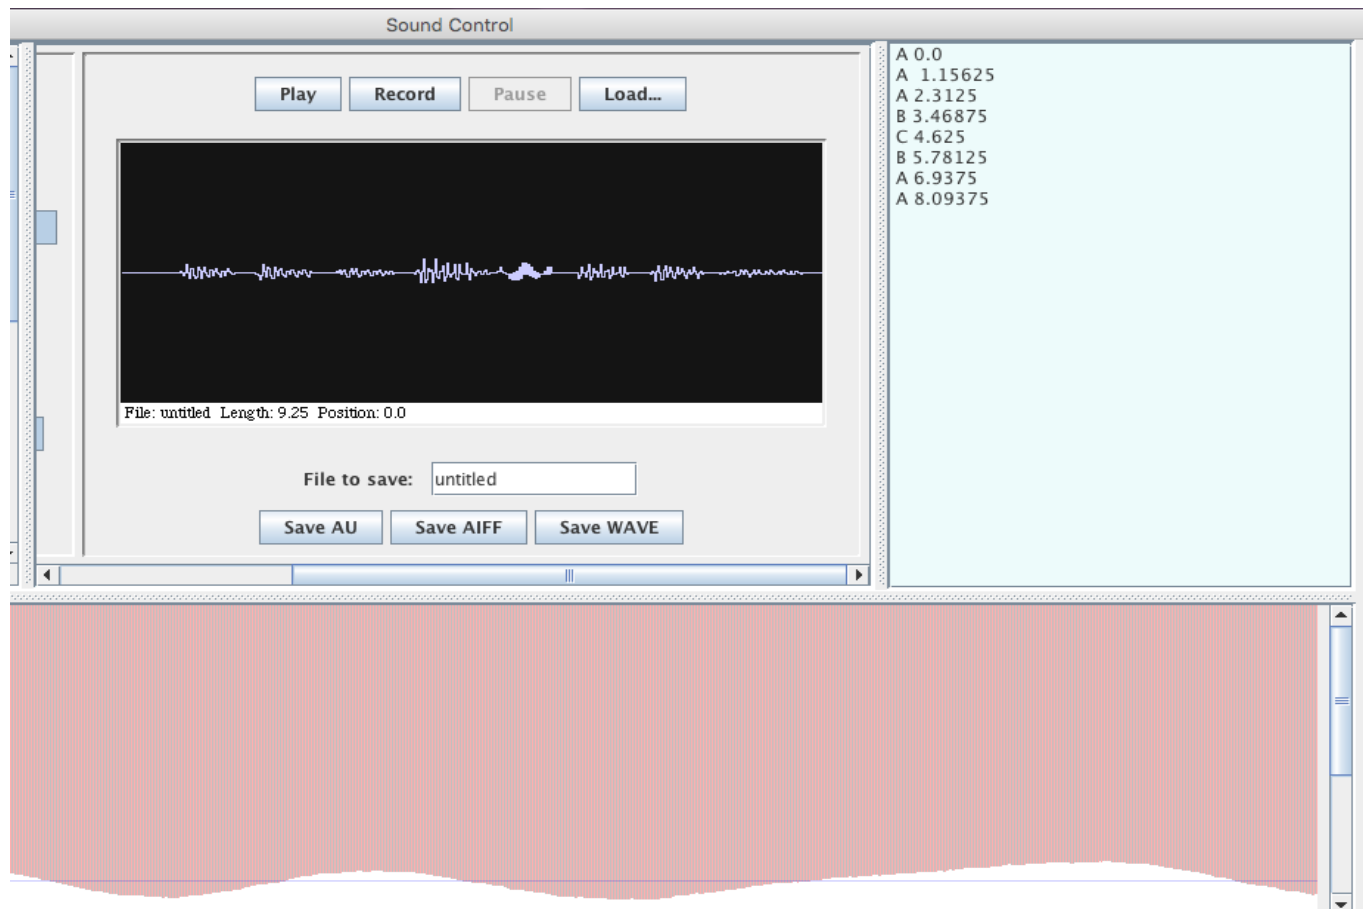 Sound Control
Play Record Pause Load...
File: untitled Length: 9.25 Position: 0.0
File to save: untitled
Save AU Save AIFF Save WAVE
A 0.0
A 1.15625
A 2.3125
B 3.46875
C 4.625
B 5.78125
A 6.9375
A 8.09375